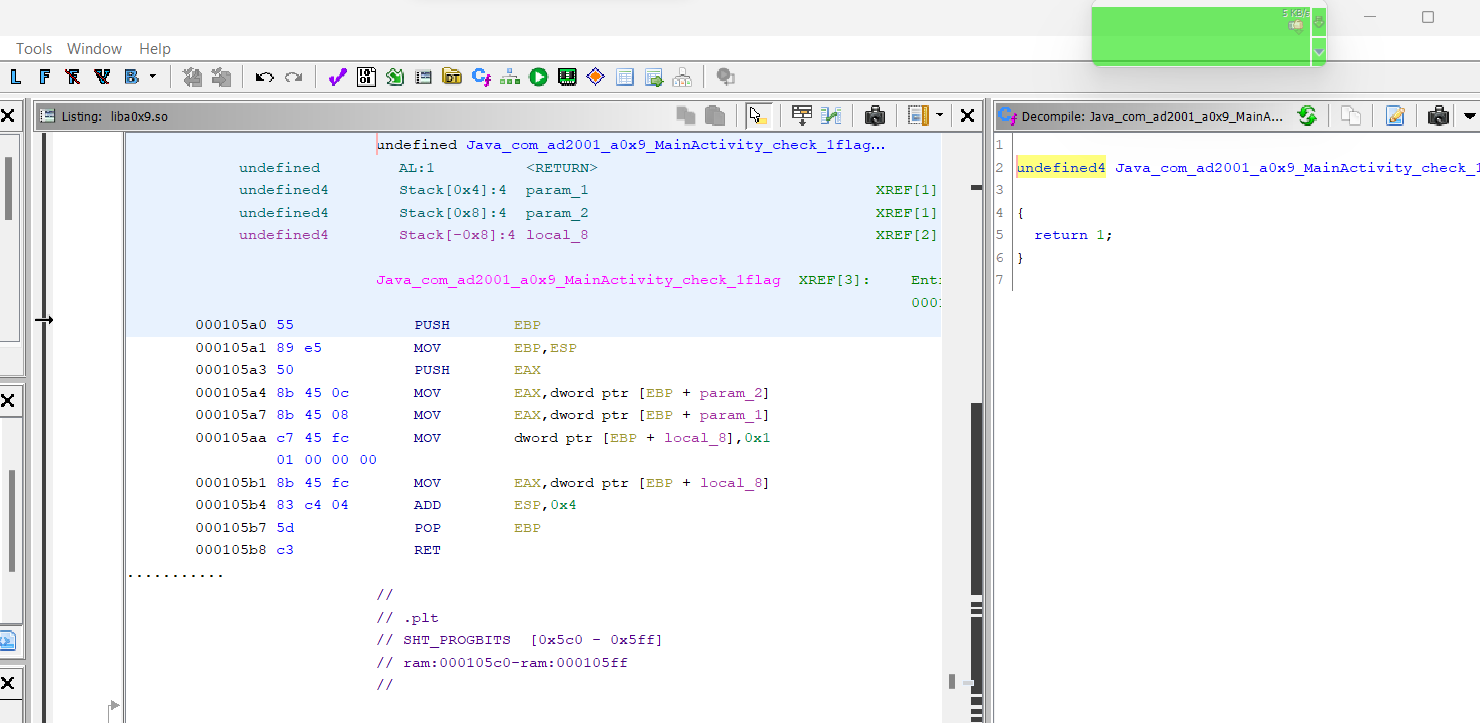 5 KB/s
Tools Window Help
L F B
Listing: liba0x9.so
Decompile: Java_com_ad2001_a0x9_MainA...
undefined Java_com_ad2001_a0x9_MainActivity_check_1flag...
undefined AL:1 <RETURN>
undefined4 Stack[0x4]:4 param_1 XREF[1]
undefined4 Stack[0x8]:4 param_2 XREF[1]
undefined4 Stack[-0x8]:4 local_8 XREF[2]
Java_com_ad2001_a0x9_MainActivity_check_1flag XREF[3]: Ent
000
000105a0 55 PUSH EBP
000105a1 89 e5 MOV EBP,ESP
000105a3 50 PUSH EAX
000105a4 8b 45 0c MOV EAX,dword ptr [EBP + param_2]
000105a7 8b 45 08 MOV EAX,dword ptr [EBP + param_1]
000105aa c7 45 fc MOV dword ptr [EBP + local_8],0x1
01 00 00 00
000105b1 8b 45 fc MOV EAX,dword ptr [EBP + local_8]
000105b4 83 c4 04 ADD ESP,0x4
000105b7 5d POP EBP
000105b8 c3 RET
...........
//
// .plt
// SHT_PROGBITS [0x5c0 - 0x5ff]
// ram:000105c0-ram:000105ff
//
1
2 undefined4 Java_com_ad2001_a0x9_MainActivity_check_
3
4 {
5 return 1;
6 }
7